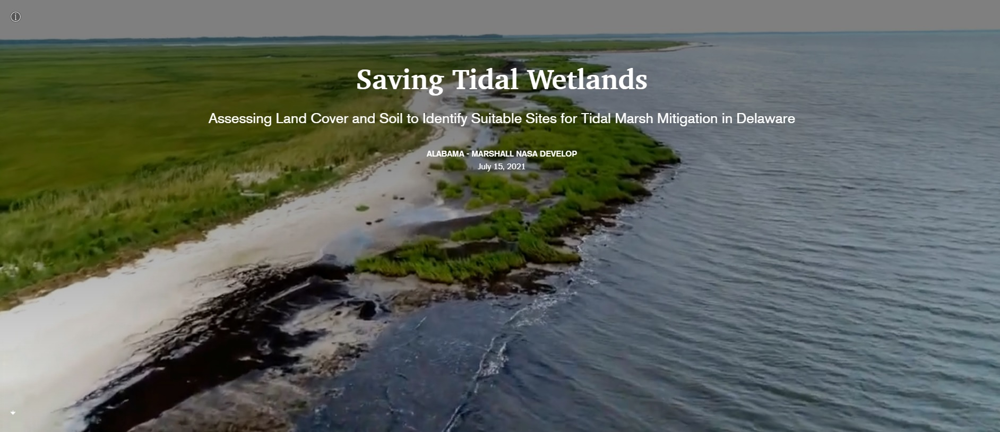 Saving Tidal Wetlands
Assessing Land Cover and Soil to Identify Suitable Sites for Tidal Marsh Mitigation in Delaware
ALABAMA - MARSHALL NASA DEVELOP
July 15, 2021